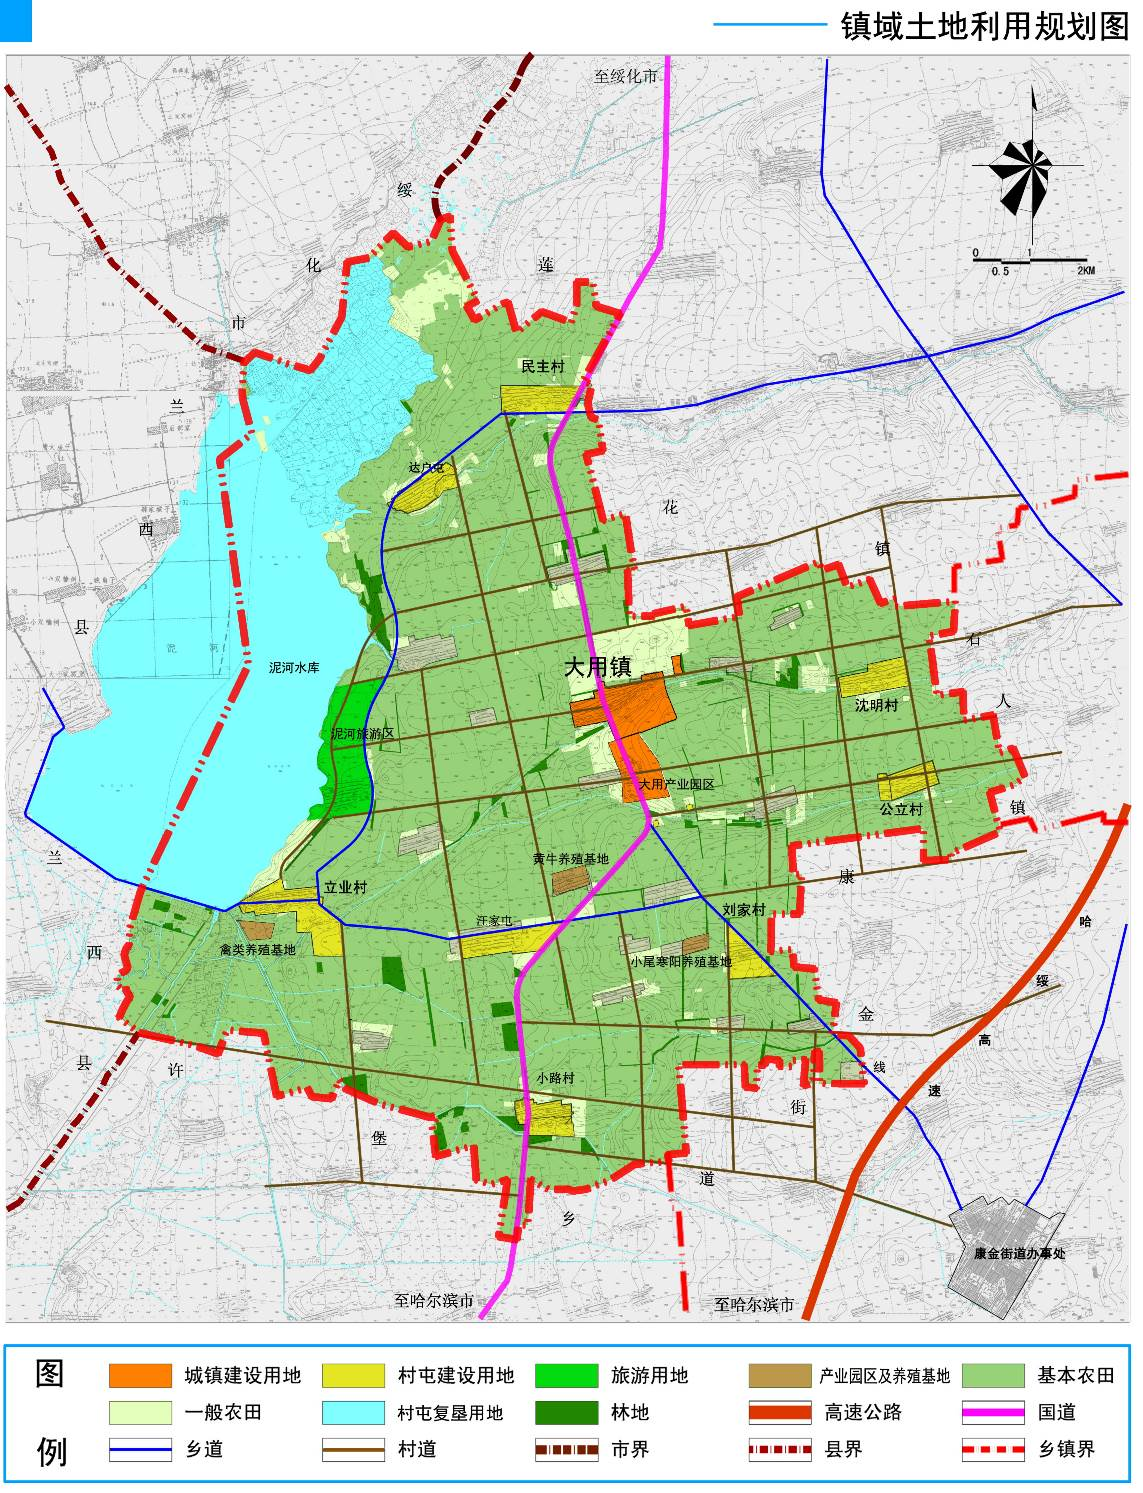 镇域土地利用规划图
至绥化市
绥
化
市
莲
0 1
0.5 2KM
民主村
兰
达户屯
花
西
镇
县
石
泥河水库
大用镇
人
沈明村
泥河旅游区
大用产业园区
公立村
镇
兰
黄牛养殖基地
康
立业村
刘家村
汪家屯
哈
西
禽类养殖基地
小尾寒阳养殖基地
绥
金
高
县
许
线
小路村
速
街
堡
道
乡
康金街道办事处
至哈尔滨市
至哈尔滨市
图
例
城镇建设用地 村屯建设用地 旅游用地 产业园区及养殖基地 基本农田
一般农田 村屯复垦用地 林地 高速公路 国道
乡道 村道 市界 县界 乡镇界